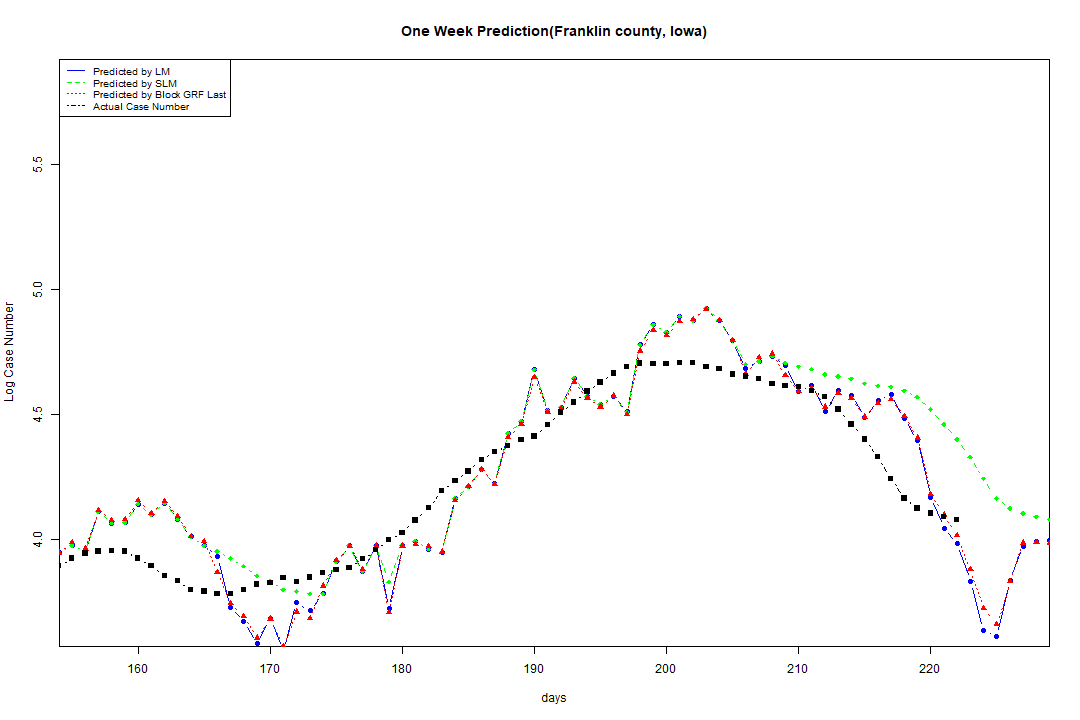 One Week Prediction(Franklin county, Iowa)
Predicted by LM
Predicted by SLM
Predicted by Block GRF Last
Actual Case Number
5.5
5.0
4.5
4.0
Log Case Number
160 170 180 190 200 210 220
days